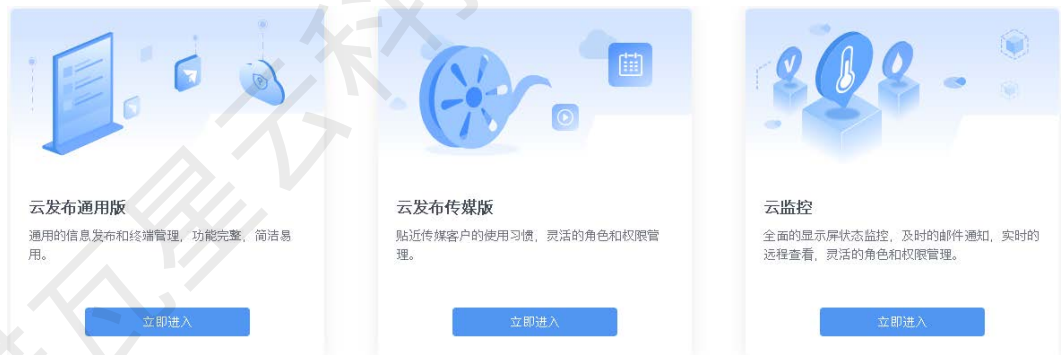 云发布通用版
通用的信息发布和终端管理，功能完整，简洁易
用。
立即进入
云发布传媒版
贴近传媒客户的使用习惯，灵活的角色和权限管
理。
立即进入
云监控
全面的显示屏状态监控，及时的邮件通知，实时的
远程查看，灵活的角色和权限管理。
立即进入